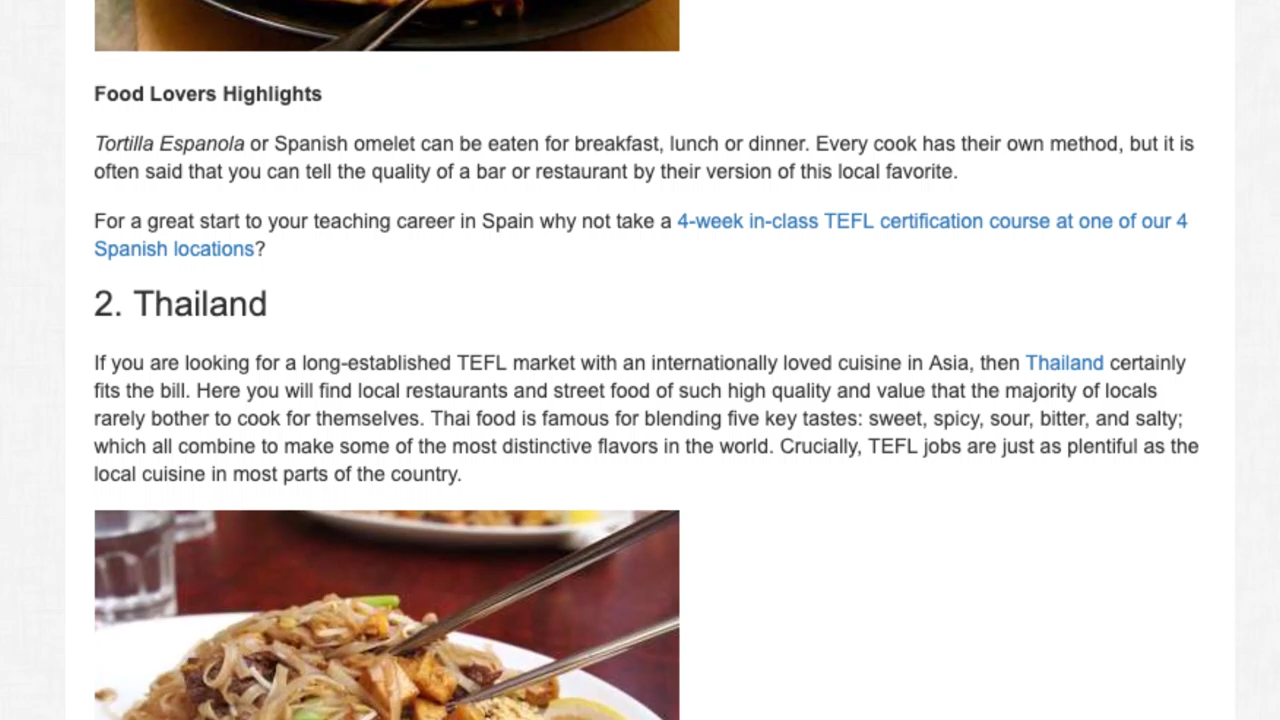 Food Lovers Highlights
Tortilla Espanola or Spanish omelet can be eaten for breakfast, lunch or dinner. Every cook has their own method, but it is
often said that you can tell the quality of a bar or restaurant by their version of this local favorite.
For a great start to your teaching career in Spain why not take a 4-week in-class TEFL certification course at one of our 4
Spanish locations?
2. Thailand
If you are looking for a long-established TEFL market with an internationally loved cuisine in Asia, then Thailand certainly
fits the bill. Here you will find local restaurants and street food of such high quality and value that the majority of locals
rarely bother to cook for themselves. Thai food is famous for blending five key tastes: sweet, spicy, sour, bitter, and salty;
which all combine to make some of the most distinctive flavors in the world. Crucially, TEFL jobs are just as plentiful as the
local cuisine in most parts of the country.